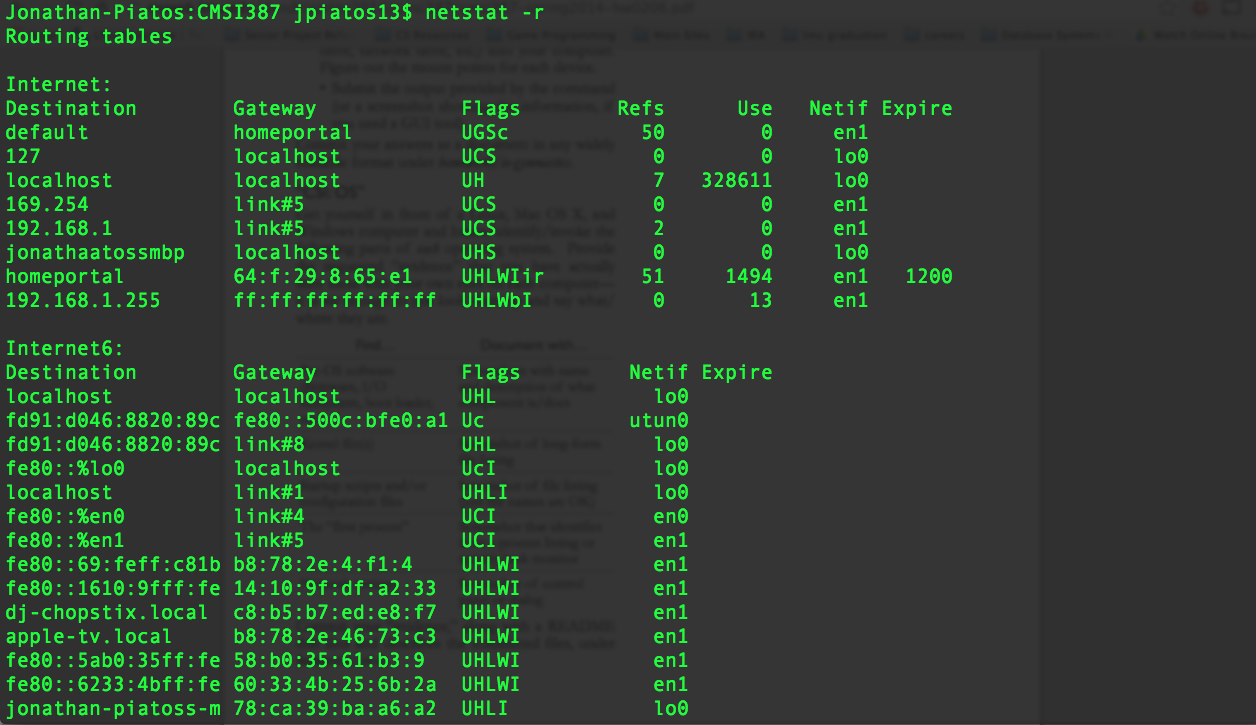 Jonathan-Piatos:CMSI387 jpiatos13$ netstat -r
Routing tables
Internet:
Destination Gateway Flags Refs Use Netif Expire
default homeportal UGSc 50 0 en1
127 localhost UCS 0 0 lo0
localhost localhost UH 7 328611 lo0
169.254 link#5 UCS 0 0 en1
192.168.1 link#5 UCS 2 0 en1
jonathaatossmbp localhost UHS 0 0 lo0
homeportal 64:f:29:8:65:e1 UHLWIir 51 1494 en1 1200
192.168.1.255 ff:ff:ff:ff:ff:ff UHLWbI 0 13 en1
Internet6:
Destination Gateway Flags Netif Expire
localhost localhost UHL lo0
fd91:d046:8820:89c fe80::500c:bfe0:a1 Uc utun0
fd91:d046:8820:89c link#8 UHL lo0
fe80::%lo0 localhost UcI lo0
localhost link#1 UHLI lo0
fe80::%en0 link#4 UCI en0
fe80::%en1 link#5 UCI en1
fe80::69:feff:c81b b8:78:2e:4:f1:4 UHLWI en1
fe80::1610:9fff:fe 14:10:9f:df:a2:33 UHLWI en1
dj-chopstix.local c8:b5:b7:ed:e8:f7 UHLWI en1
apple-tv.local b8:78:2e:46:73:c3 UHLWI en1
fe80::5ab0:35ff:fe 58:b0:35:61:b3:9 UHLWI en1
fe80::6233:4bff:fe 60:33:4b:25:6b:2a UHLWI en1
jonathan-piatoss-m 78:ca:39:ba:a6:a2 UHLI lo0